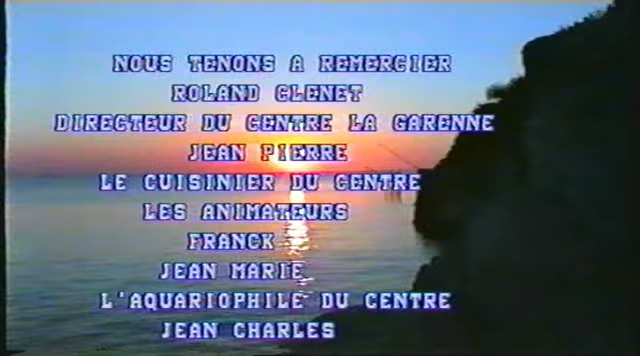 NOUS TENONS A REMERCIER
ROLAND CLENET
DIRECTEUR DU CENTRE LA GARENNE
JEAN PIERRE
LE CUISINIER DU CENTRE
LES ANIMATEURS
FRANCK
JEAN MARIE
L'AQUARIOPHILE DU CENTRE
JEAN CHARLES